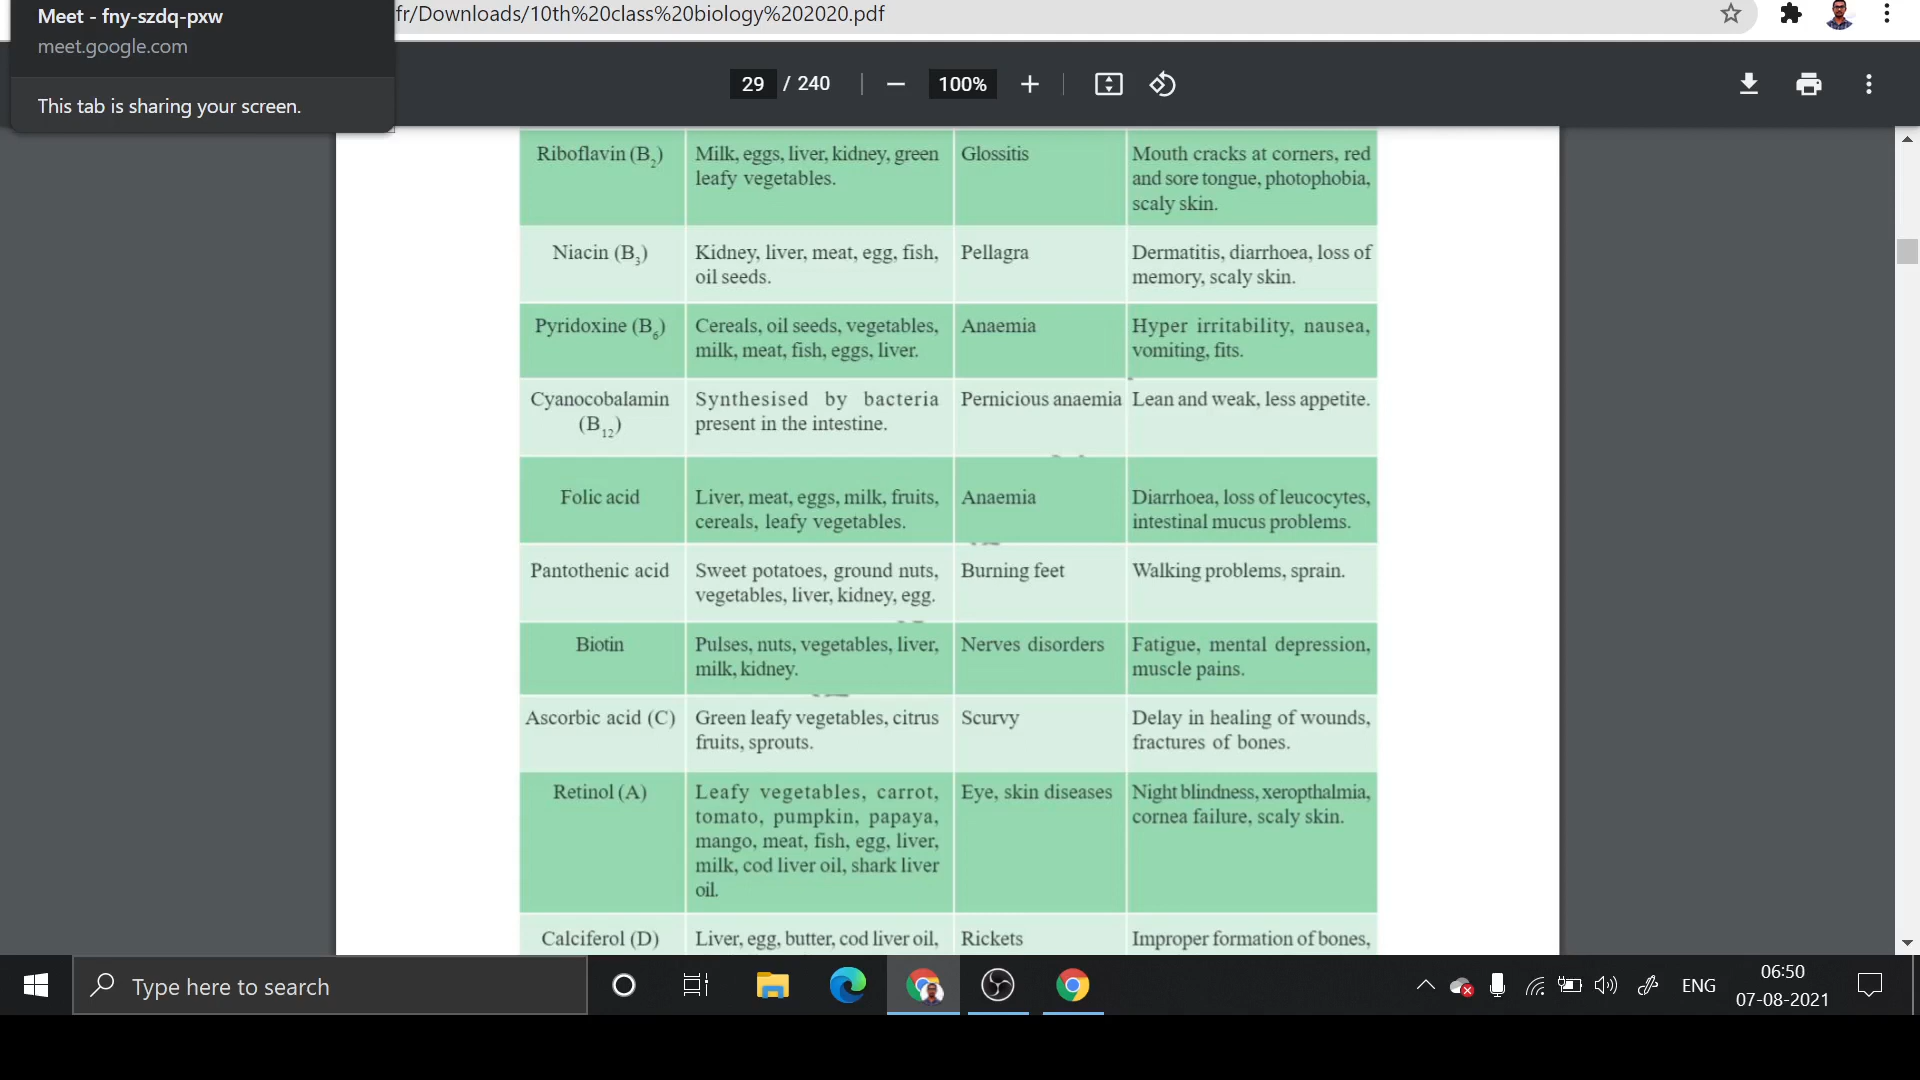 Meet - fny-szdq-pxw
meet.google.com
This tab is sharing your screen.
fr/Downloads/10th%20class%20biology%202020.pdf
29 / 240
100%
Riboflavin (B2)
Milk, eggs, liver, kidney, green
leafy vegetables.
Glossitis
Mouth cracks at corners, red
and sore tongue, photophobia,
scaly skin.
Niacin (B3)
Kidney, liver, meat, egg, fish,
oil seeds.
Pellagra
Dermatitis, diarrhoea, loss of
memory, scaly skin.
Pyridoxine (B6)
Cereals, oil seeds, vegetables,
milk, meat, fish, eggs, liver.
Anaemia
Hyper irritability, nausea,
vomiting, fits.
Cyanocobalamin
(B12)
Synthesised by bacteria
present in the intestine.
Pernicious anaemia
Lean and weak, less appetite.
Folic acid
Liver, meat, eggs, milk, fruits,
cereals, leafy vegetables.
Anaemia
Diarrhoea, loss of leucocytes,
intestinal mucus problems.
Pantothenic acid
Sweet potatoes, ground nuts,
vegetables, liver, kidney, egg.
Burning feet
Walking problems, sprain.
Biotin
Pulses, nuts, vegetables, liver,
milk, kidney.
Nerves disorders
Fatigue, mental depression,
muscle pains.
Ascorbic acid (C)
Green leafy vegetables, citrus
fruits, sprouts.
Scurvy
Delay in healing of wounds,
fractures of bones.
Retinol (A)
Leafy vegetables, carrot,
tomato, pumpkin, papaya,
mango, meat, fish, egg, liver,
milk, cod liver oil, shark liver
oil.
Eye, skin diseases
Night blindness, xeropthalmia,
cornea failure, scaly skin.
Calciferol (D)
Liver, egg, butter, cod liver oil,
Rickets
Improper formation of bones,
Type here to search
ENG
06:50
07-08-2021